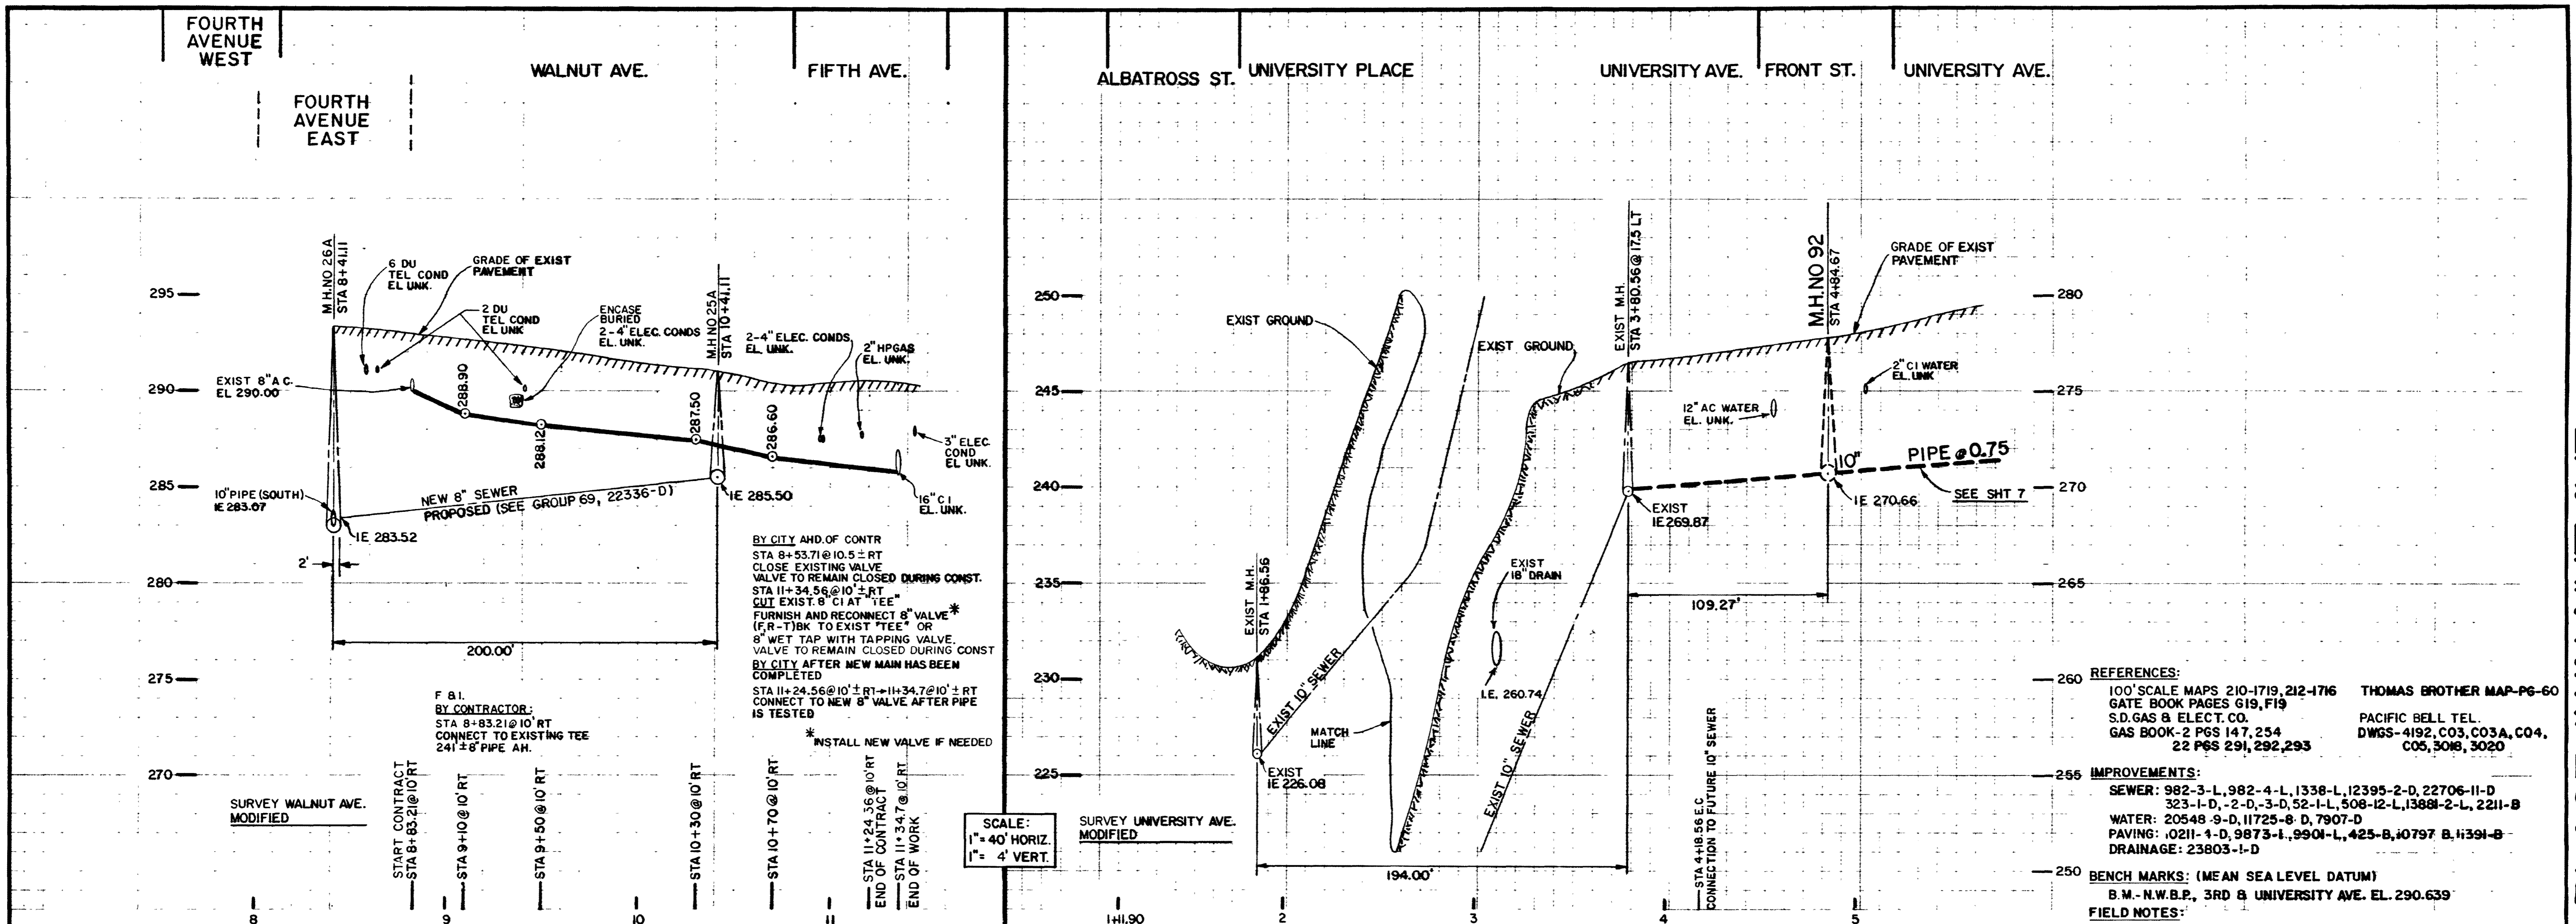 FOURTH
AVENUE
WEST
FOURTH
AVENUE
EAST
WALNUT AVE.
FIFTH AVE.
M.H.NO 26A
STA 8+41.11
6 DU
TEL COND
EL UNK.
GRADE OF EXIST
PAVEMENT
2 DU
TEL COND
EL UNK
ENCASE
BURIED
2-4" ELEC. CONDS
EL. UNK.
M.H.NO 25A
STA 10+41.11
2-4" ELEC. CONDS,
EL. UNK.
2" HPGAS
EL. UNK.
295
290
285
280
275
270
EXIST 8" A C.
EL 290.00
288.90
288.12
287.50
286.60
3" ELEC
COND
EL UNK.
16" C I
EL. UNK.
10" PIPE (SOUTH)
IE 283.07
NEW 8" SEWER
PROPOSED (SEE GROUP 69, 22336-D)
IE 283.52
IE 285.50
2'
200.00'
BY CITY AHD.OF CONTR
STA 8+53.71@10.5±RT
CLOSE EXISTING VALVE
VALVE TO REMAIN CLOSED DURING CONST.
STA 11+34.56@10'±RT
CUT EXIST. 8" CI AT "TEE"
FURNISH AND RECONNECT 8" VALVE*
(F,R-T)BK TO EXIST "TEE" OR
8" WET TAP WITH TAPPING VALVE.
VALVE TO REMAIN CLOSED DURING CONST
BY CITY AFTER NEW MAIN HAS BEEN
COMPLETED
STA 11+24.56@10'±RT→11+34.7@10'±RT
CONNECT TO NEW 8" VALVE AFTER PIPE
IS TESTED
*INSTALL NEW VALVE IF NEEDED
F & I.
BY CONTRACTOR:
STA 8+83.21@10'RT
CONNECT TO EXISTING TEE
241'±8" PIPE AH.
SURVEY WALNUT AVE.
MODIFIED
START CONTRACT
STA 8+83.21@10'RT
STA 9+10@10'RT
STA 9+50@10'RT
STA 10+30@10'RT
STA 10+70@10'RT
STA 11+24.36@10'RT
END OF CONTRACT
STA 11+34.7@10'RT
END OF WORK
8
9
10
11
SCALE:
1"= 40' HORIZ.
1"= 4' VERT.
ALBATROSS ST.
UNIVERSITY PLACE
UNIVERSITY AVE.
FRONT ST.
UNIVERSITY AVE.
250
245
240
235
230
225
EXIST GROUND
EXIST GROUND
EXIST M.H.
STA 1+86.56
EXIST M.H.
STA 3+80.56@17.5 LT
M.H.NO 92
STA 4+84.67
GRADE OF EXIST
PAVEMENT
2" CI WATER
EL.UNK
12" AC WATER
EL. UNK.
10"
PIPE @ 0.75
SEE SHT 7
IE 270.66
EXIST
IE 269.87
109.27'
EXIST
18" DRAIN
I.E. 260.74
EXIST 10" SEWER
MATCH
LINE
EXIST 10" SEWER
EXIST
IE 226.08
194.00'
280
275
270
265
260
255
250
SURVEY UNIVERSITY AVE.
MODIFIED
STA 4+18.56 E.C
CONNECTION TO FUTURE 10" SEWER
1+11.90
2
3
4
5
REFERENCES:
100'SCALE MAPS 210-1719, 212-1716
THOMAS BROTHER MAP-PG-60
GATE BOOK PAGES G19, F19
S.D. GAS & ELECT. CO.
GAS BOOK-2 PGS 147, 254
22 PGS 291, 292, 293
PACIFIC BELL TEL.
DWGS-4192, C03, C03A, C04,
C05, 3018, 3020
IMPROVEMENTS:
SEWER: 982-3-L, 982-4-L, 1338-L, 12395-2-D, 22706-11-D
323-1-D, -2-D, -3-D, 52-1-L, 508-12-L, 13881-2-L, 2211-B
WATER: 20548-9-D, 11725-8-D, 7907-D
PAVING: 10211-4-D, 9873-L, 9901-L, 425-B, 10797 B, 11391-B
DRAINAGE: 23803-1-D
BENCH MARKS: (MEAN SEA LEVEL DATUM)
B.M.-N.W.B.P., 3RD & UNIVERSITY AVE. EL. 290.639
FIELD NOTES: